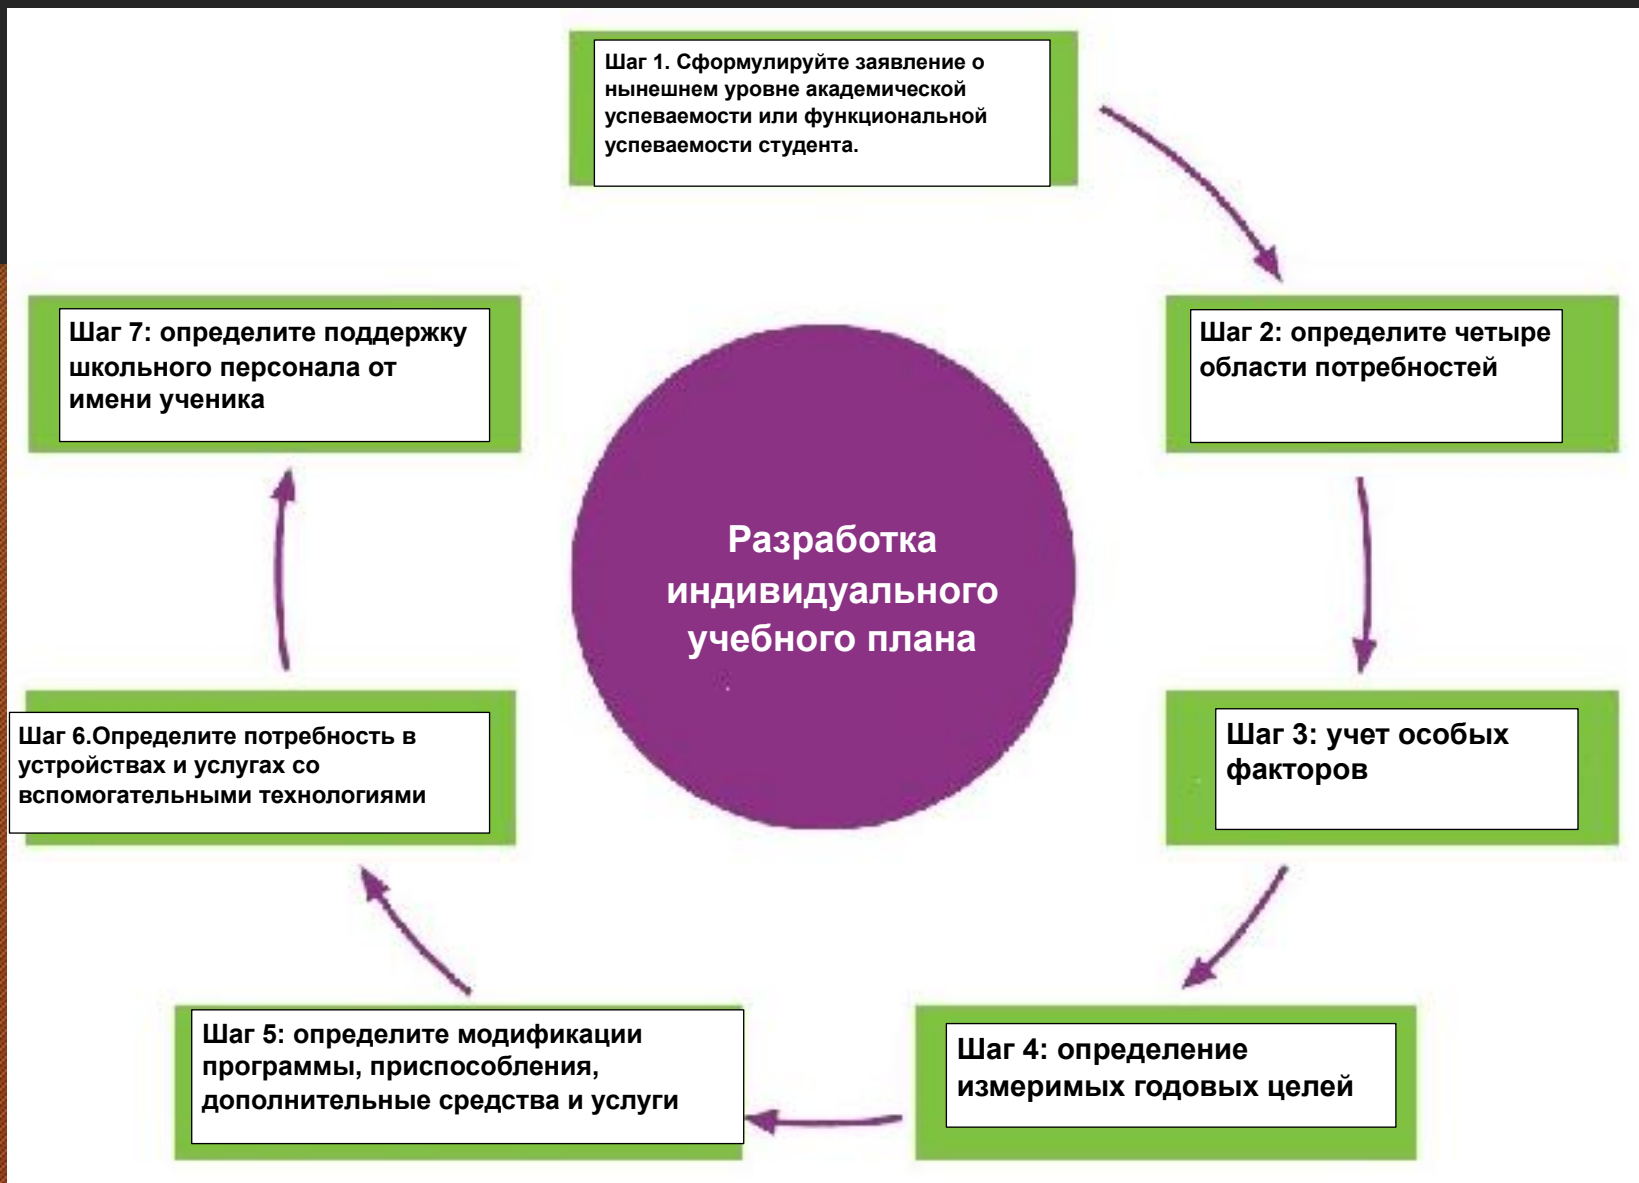 Шаг 1. Сформулируйте заявление о
нынешнем уровне академической
успеваемости или функциональной
успеваемости студента.
Шаг 2: определите четыре
области потребностей
Шаг 3: учет особых
факторов
Шаг 4: определение
измеримых годовых целей
Шаг 5: определите модификации
программы, приспособления,
дополнительные средства и услуги
Шаг 6.Определите потребность в
устройствах и услугах со
вспомогательными технологиями
Шаг 7: определите поддержку
школьного персонала от
имени ученика
Разработка
индивидуального
учебного плана